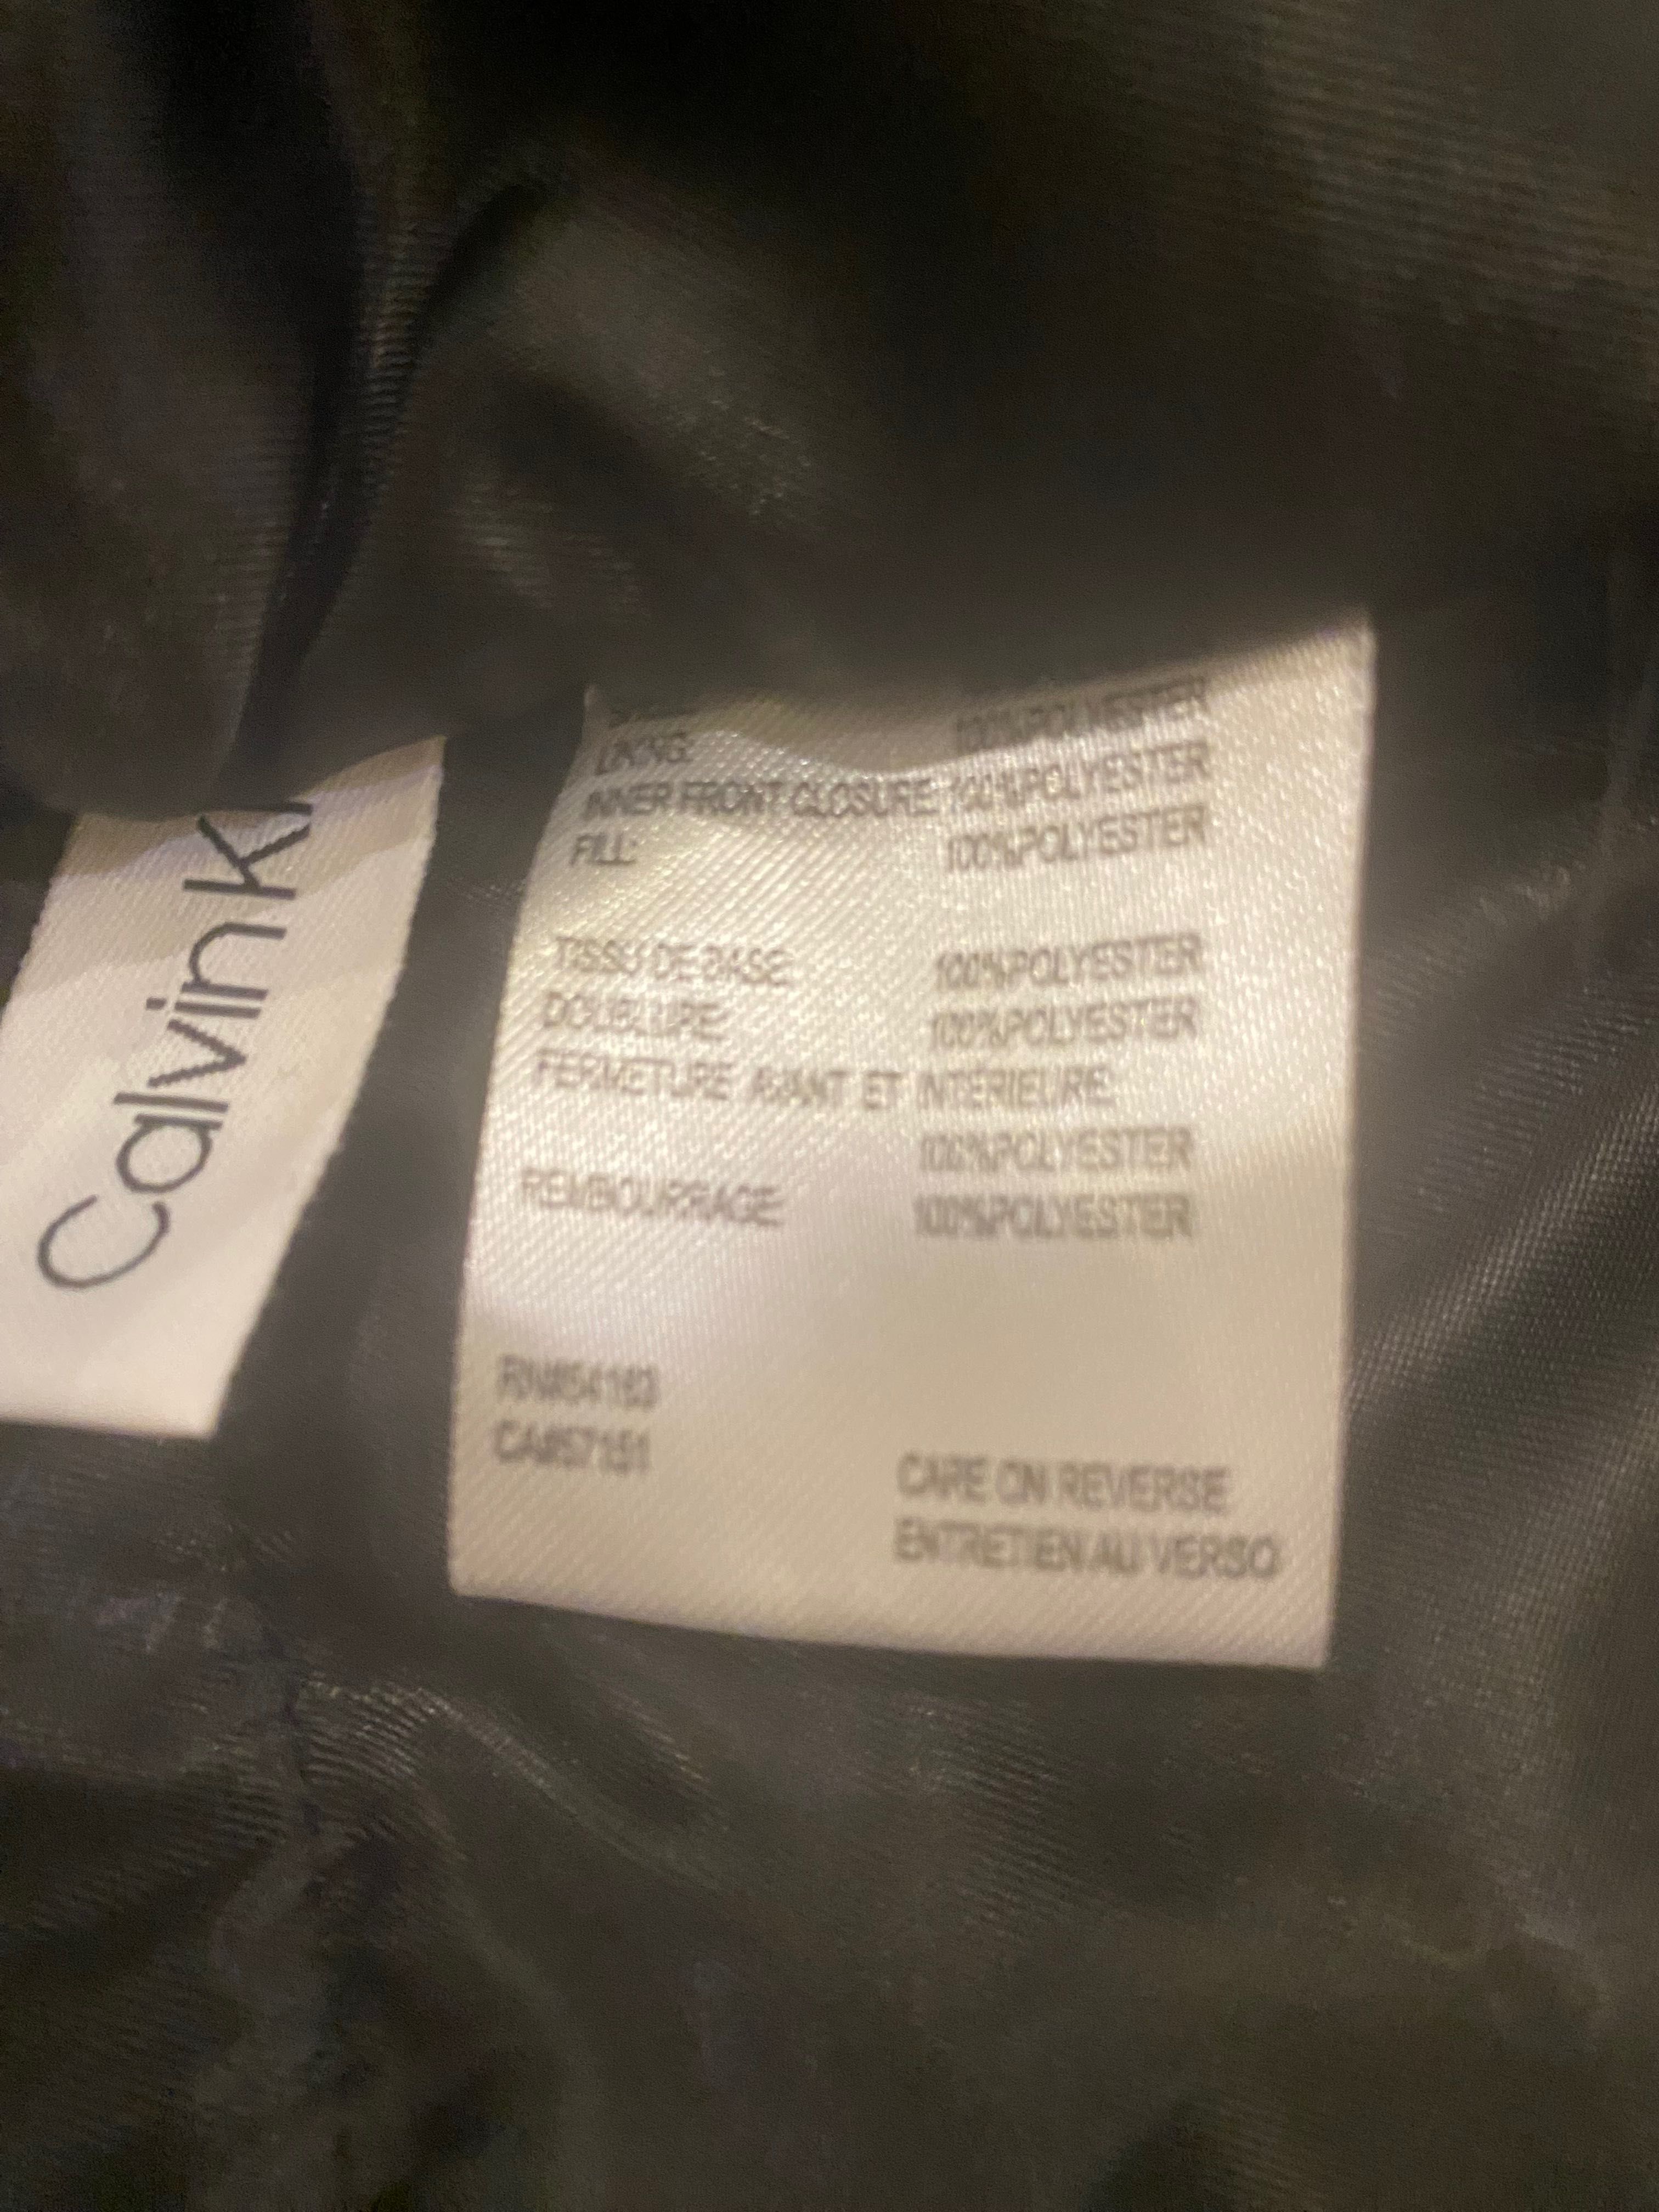 Calvin Kl
100%POLYESTER
LINING: 100%POLYESTER
INNER FRONT CLOSURE: 100%POLYESTER
FILL: 100%POLYESTER
TISSU DE BASE: 100%POLYESTER
DOUBLURE: 100%POLYESTER
FERMETURE AVANT ET INTERIEURE:
100%POLYESTER
REMBOURRAGE: 100%POLYESTER
RN#54163
CA#57151
CARE ON REVERSE
ENTRETIEN AU VERSO